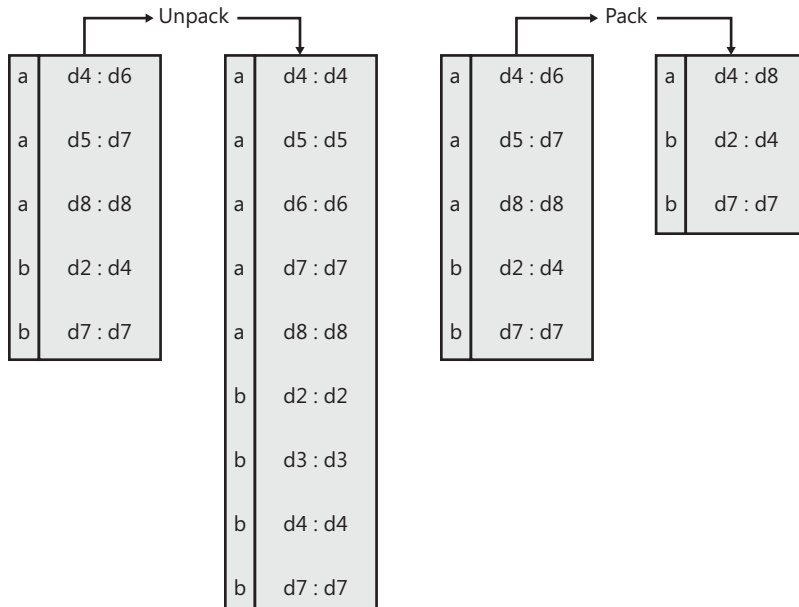 Unpack
a d4 : d6
a d5 : d7
a d8 : d8
b d2 : d4
b d7 : d7
a d4 : d4
a d5 : d5
a d6 : d6
a d7 : d7
a d8 : d8
b d2 : d2
b d3 : d3
b d4 : d4
b d7 : d7
Pack
a d4 : d6
a d5 : d7
a d8 : d8
b d2 : d4
b d7 : d7
a d4 : d8
b d2 : d4
b d7 : d7